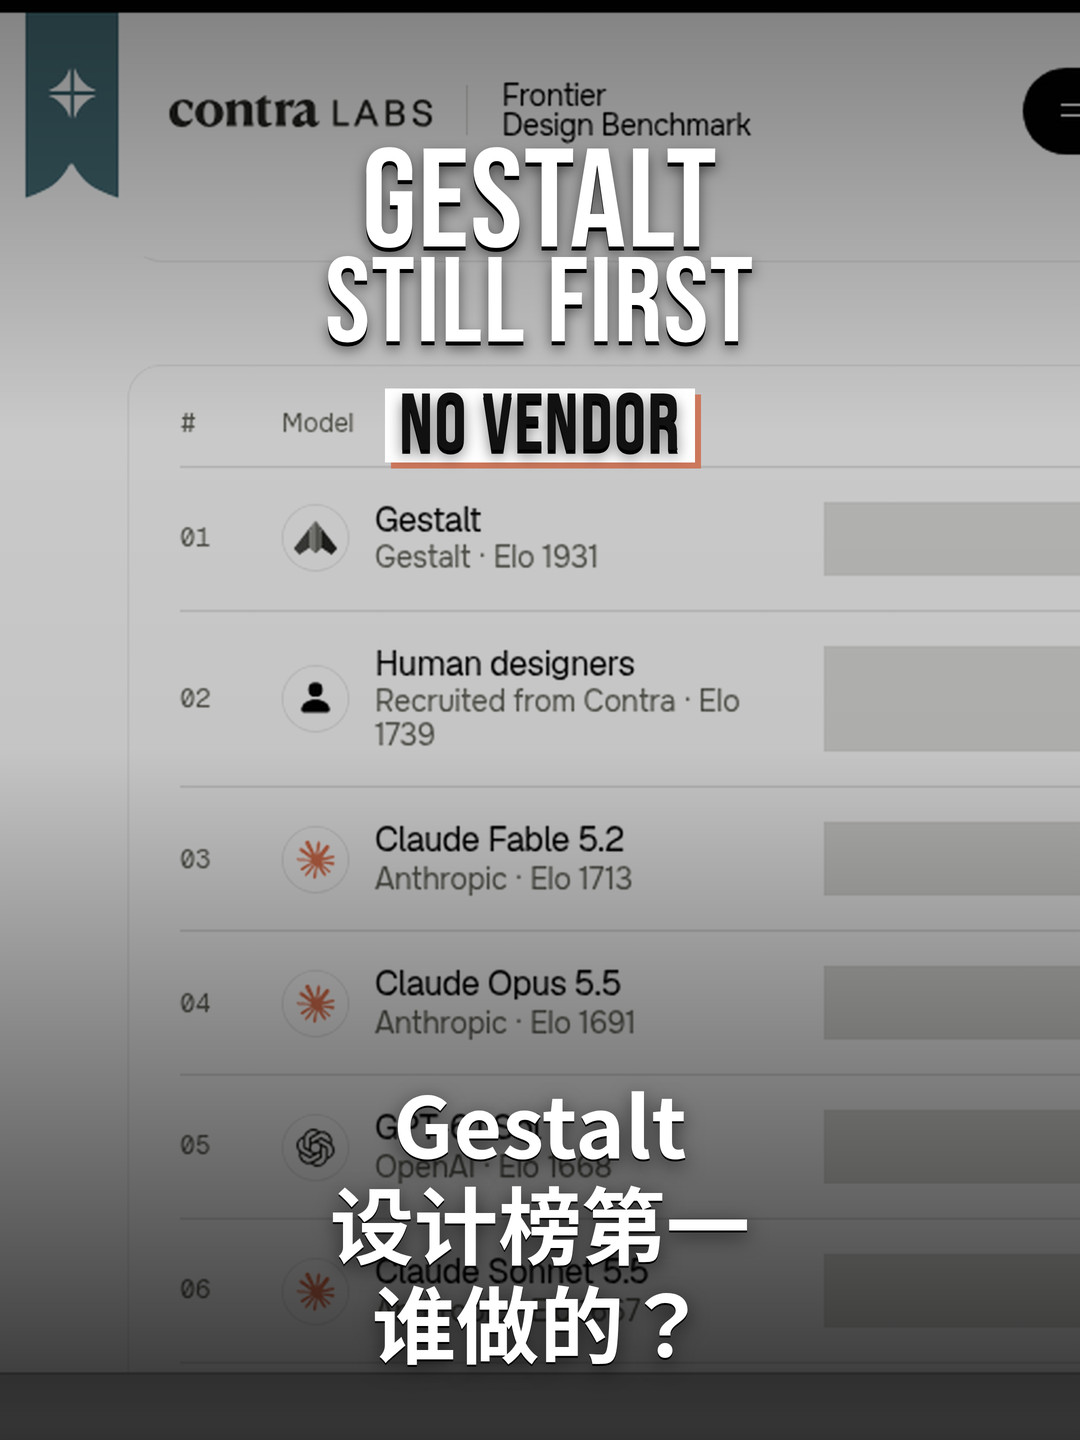 contra LABS
Frontier
Design Benchmark
GESTALT
STILL FIRST
NO VENDOR
# Model
01 Gestalt
Gestalt · Elo 1931
02 Human designers
Recruited from Contra · Elo
1739
03 Claude Fable 5.2
Anthropic · Elo 1713
04 Claude Opus 5.5
Anthropic · Elo 1691
05
OpenAI · Elo 1668
Gestalt
设计榜第一
06 Claude Sonnet 5.5
谁做的？